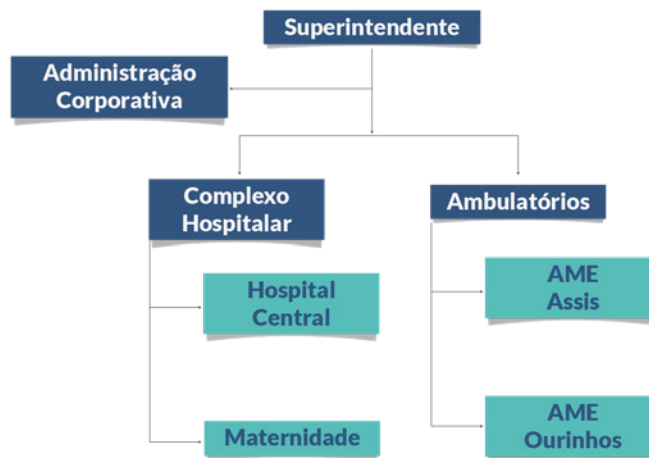 Superintendente
Administração
Corporativa
Complexo
Hospitalar
Ambulatórios
Hospital
Central
AME
Assis
Maternidade
AME
Ourinhos